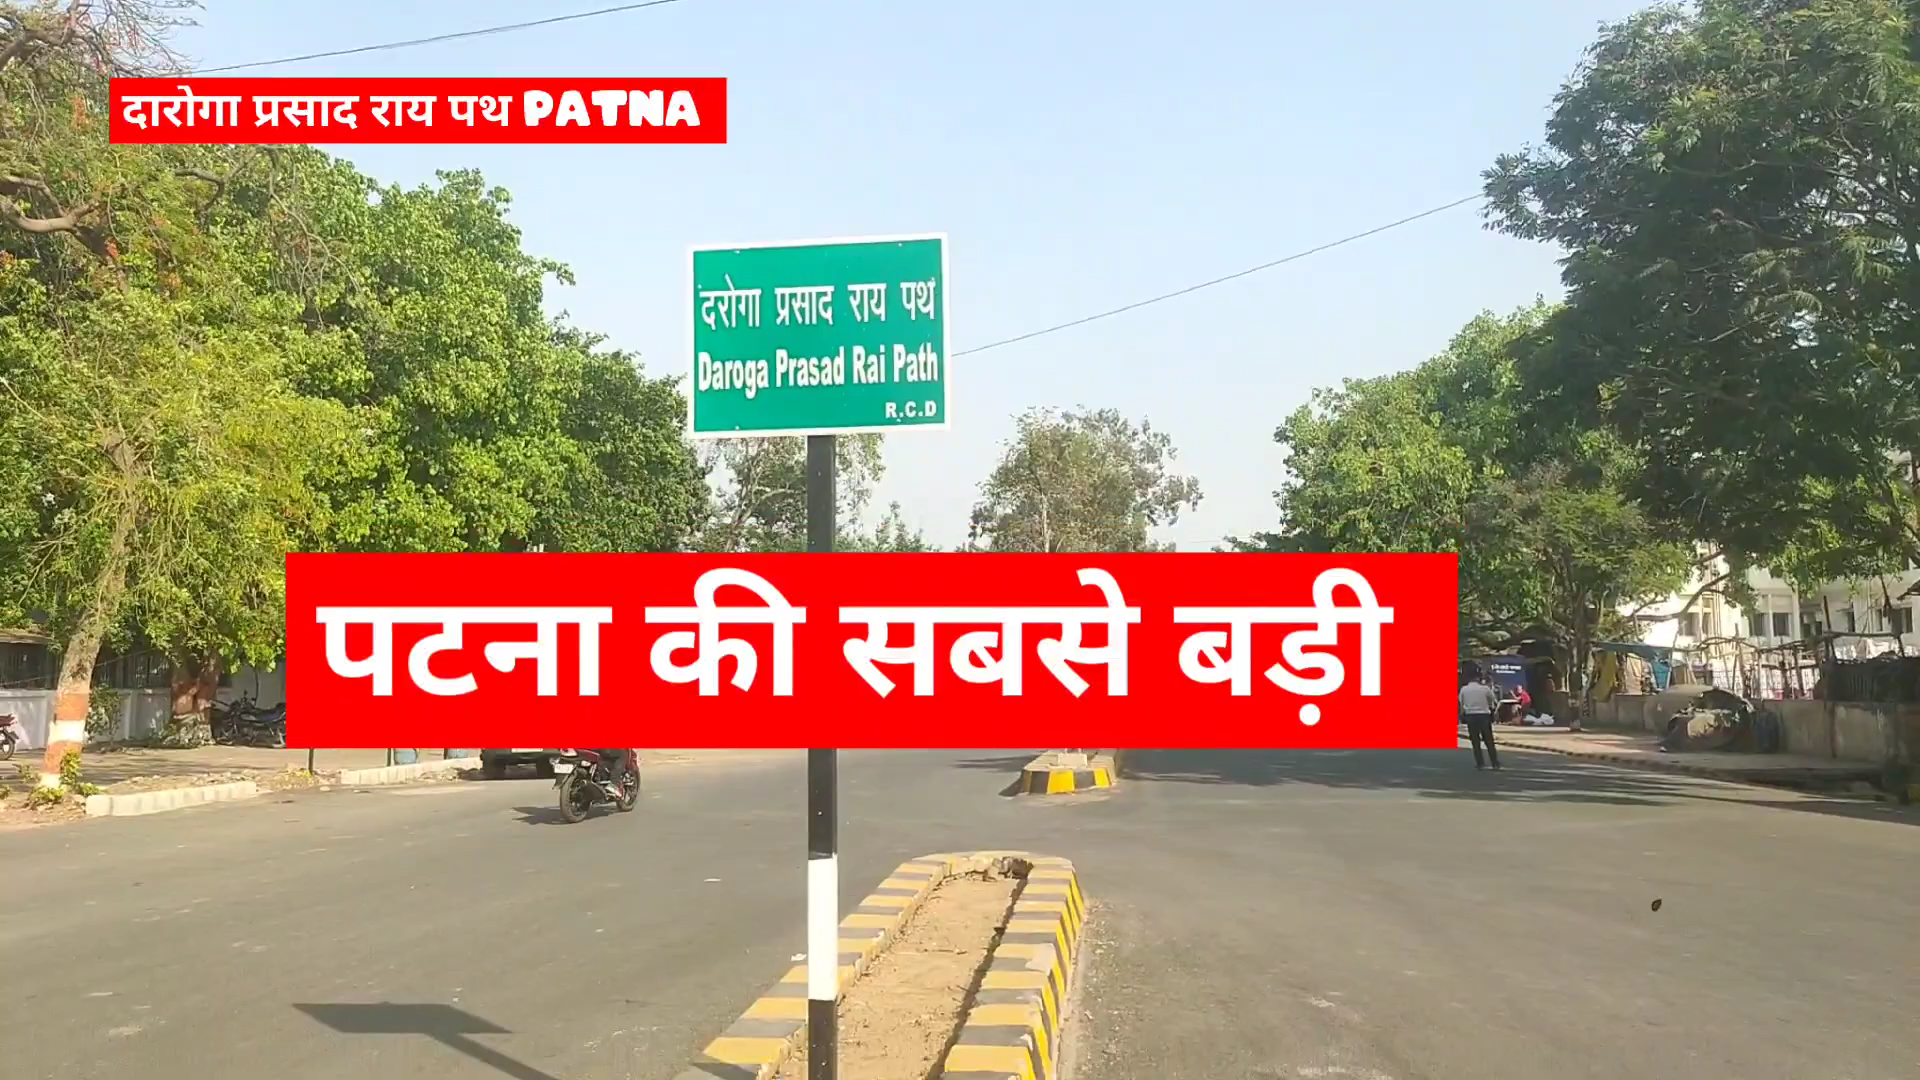 दारोगा प्रसाद राय पथ PATNA
दरोगा प्रसाद राय पथ
Daroga Prasad Rai Path
R.C.D
पटना की सबसे बड़ी